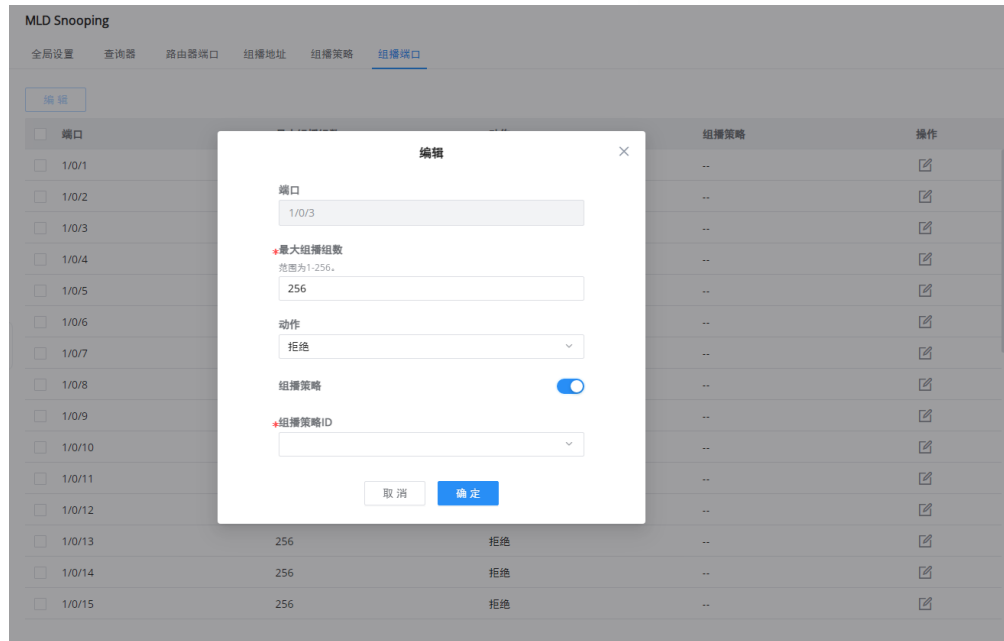 MLD Snooping
全局设置 查询器 路由器端口 组播地址 组播策略 组播端口
编辑
端口 组播策略 操作
编辑
1/0/1 --
端口
1/0/2 --
1/0/3
1/0/3 --
*最大组播组数
1/0/4 --
范围为1-256。
1/0/5 256 --
1/0/6 --
动作
1/0/7 拒绝 --
1/0/8 组播策略 --
1/0/9 --
*组播策略ID
1/0/10 --
1/0/11 --
取消 确定
1/0/12 --
1/0/13 256 拒绝 --
1/0/14 256 拒绝 --
1/0/15 256 拒绝 --